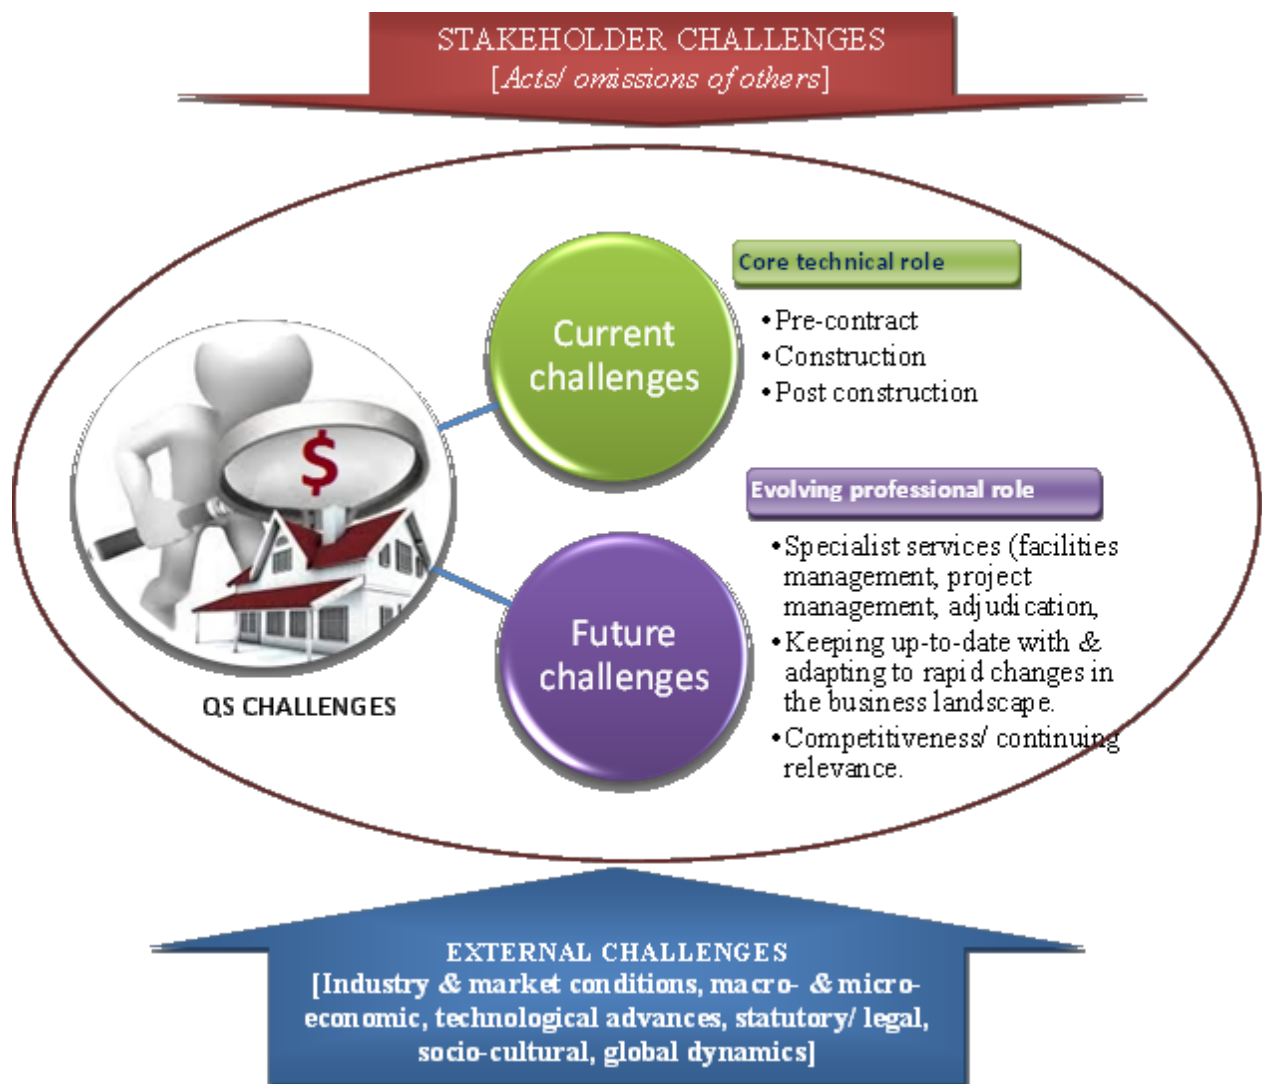 STAKEHOLDER CHALLENGES
[Acts/ omissions of others]
Core technical role
Current
challenges
•Pre-contract
•Construction
•Post construction
$
Evolving professional role
•Specialist services (facilities
management, project
management, adjudication,
Future
challenges
•Keeping up-to-date with &
adapting to rapid changes in
the business landscape.
•Competitiveness/ continuing
relevance.
QS CHALLENGES
EXTERNAL CHALLENGES
[Industry & market conditions, macro- & micro-
economic, technological advances, statutory/ legal,
socio-cultural, global dynamics]